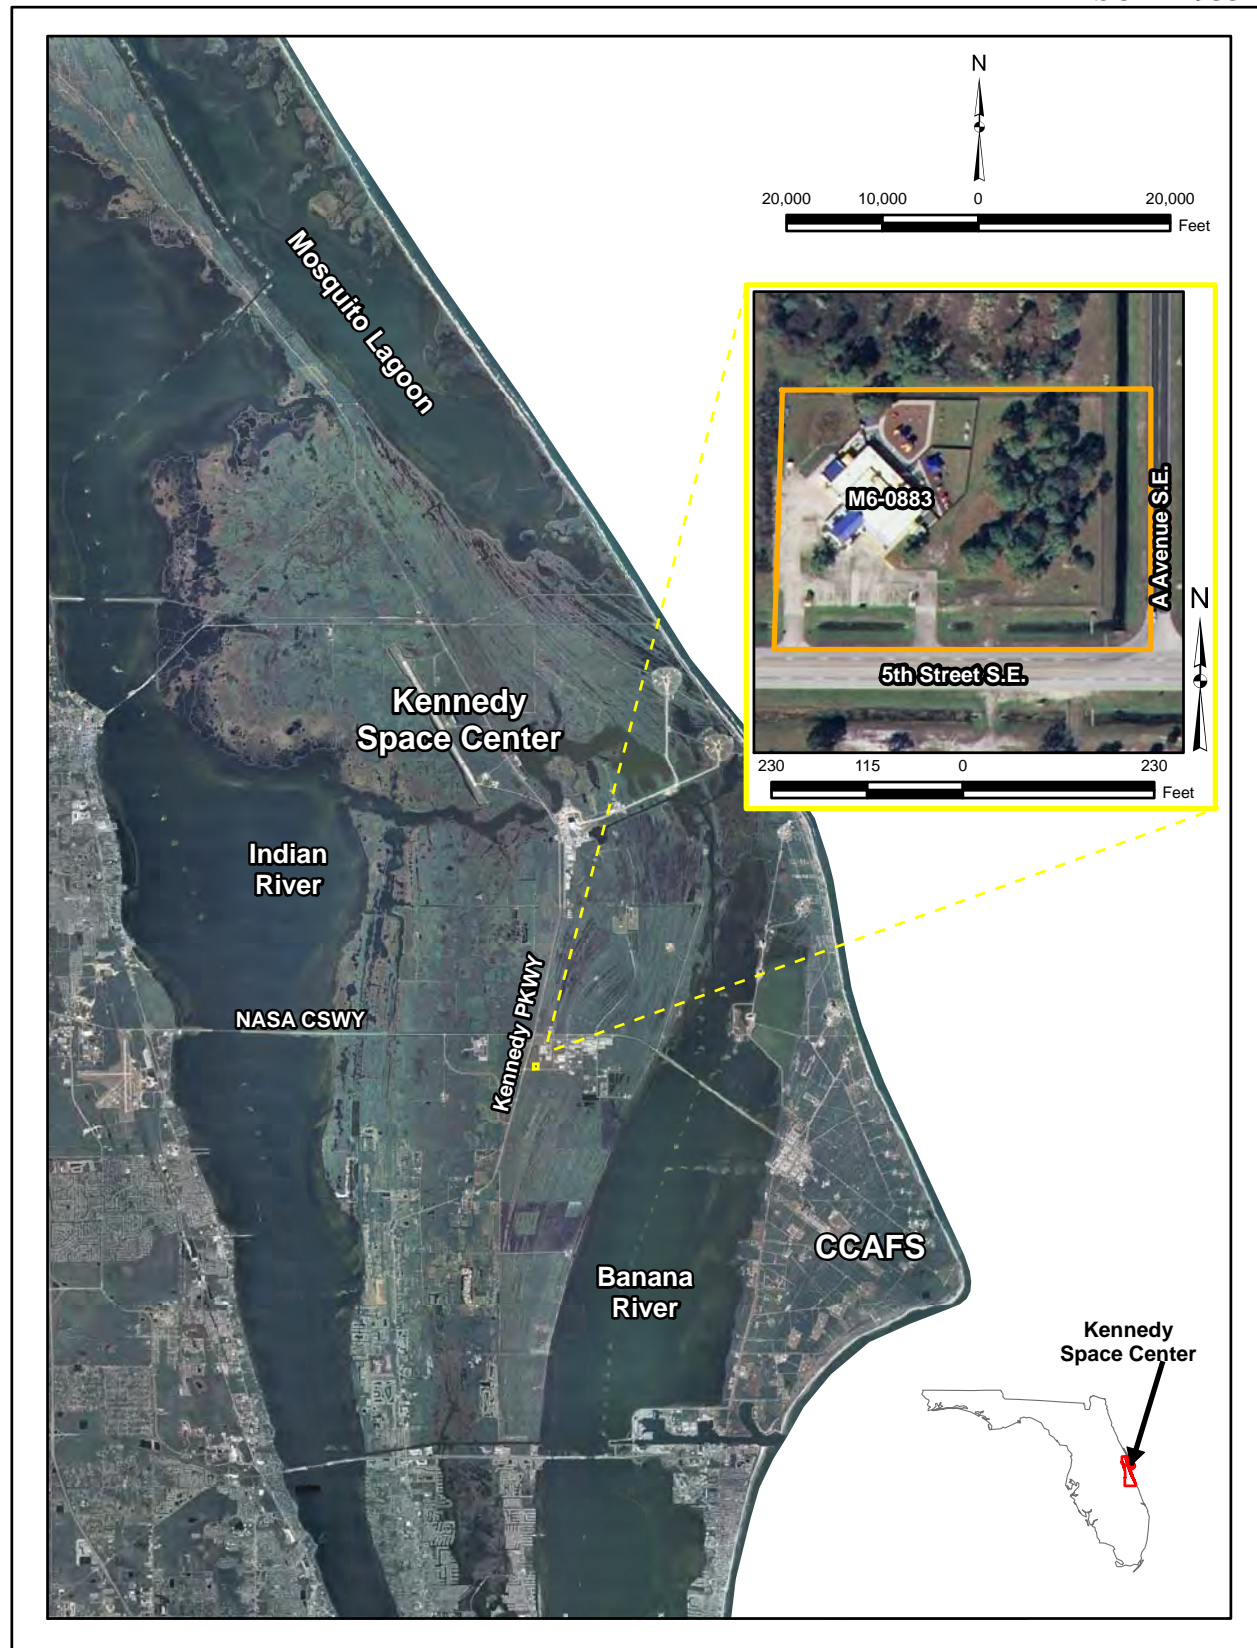 N
20,000 10,000 0 20,000
Feet
Mosquito Lagoon
M6-0883
A Avenue S.E.
N
5th Street S.E.
230 115 0 230
Feet
Kennedy
Space Center
Indian
River
Kennedy PKWY
NASA CSWY
CCAFS
Banana
River
Kennedy
Space Center